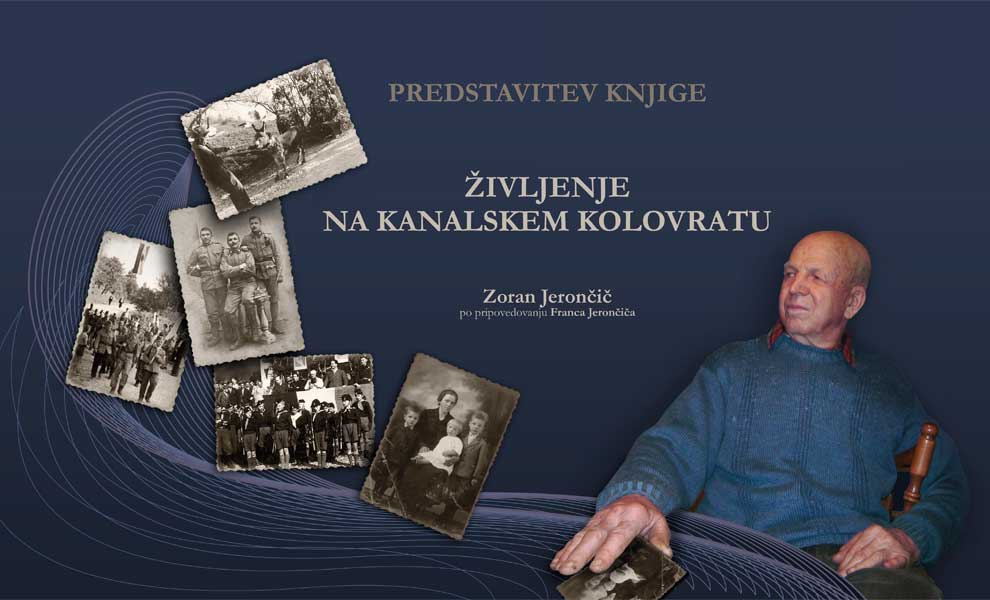 PREDSTAVITEV KNJIGE
ŽIVLJENJE
NA KANALSKEM KOLOVRATU
Zoran Jerončič
po pripovedovanju Franca Jerončiča